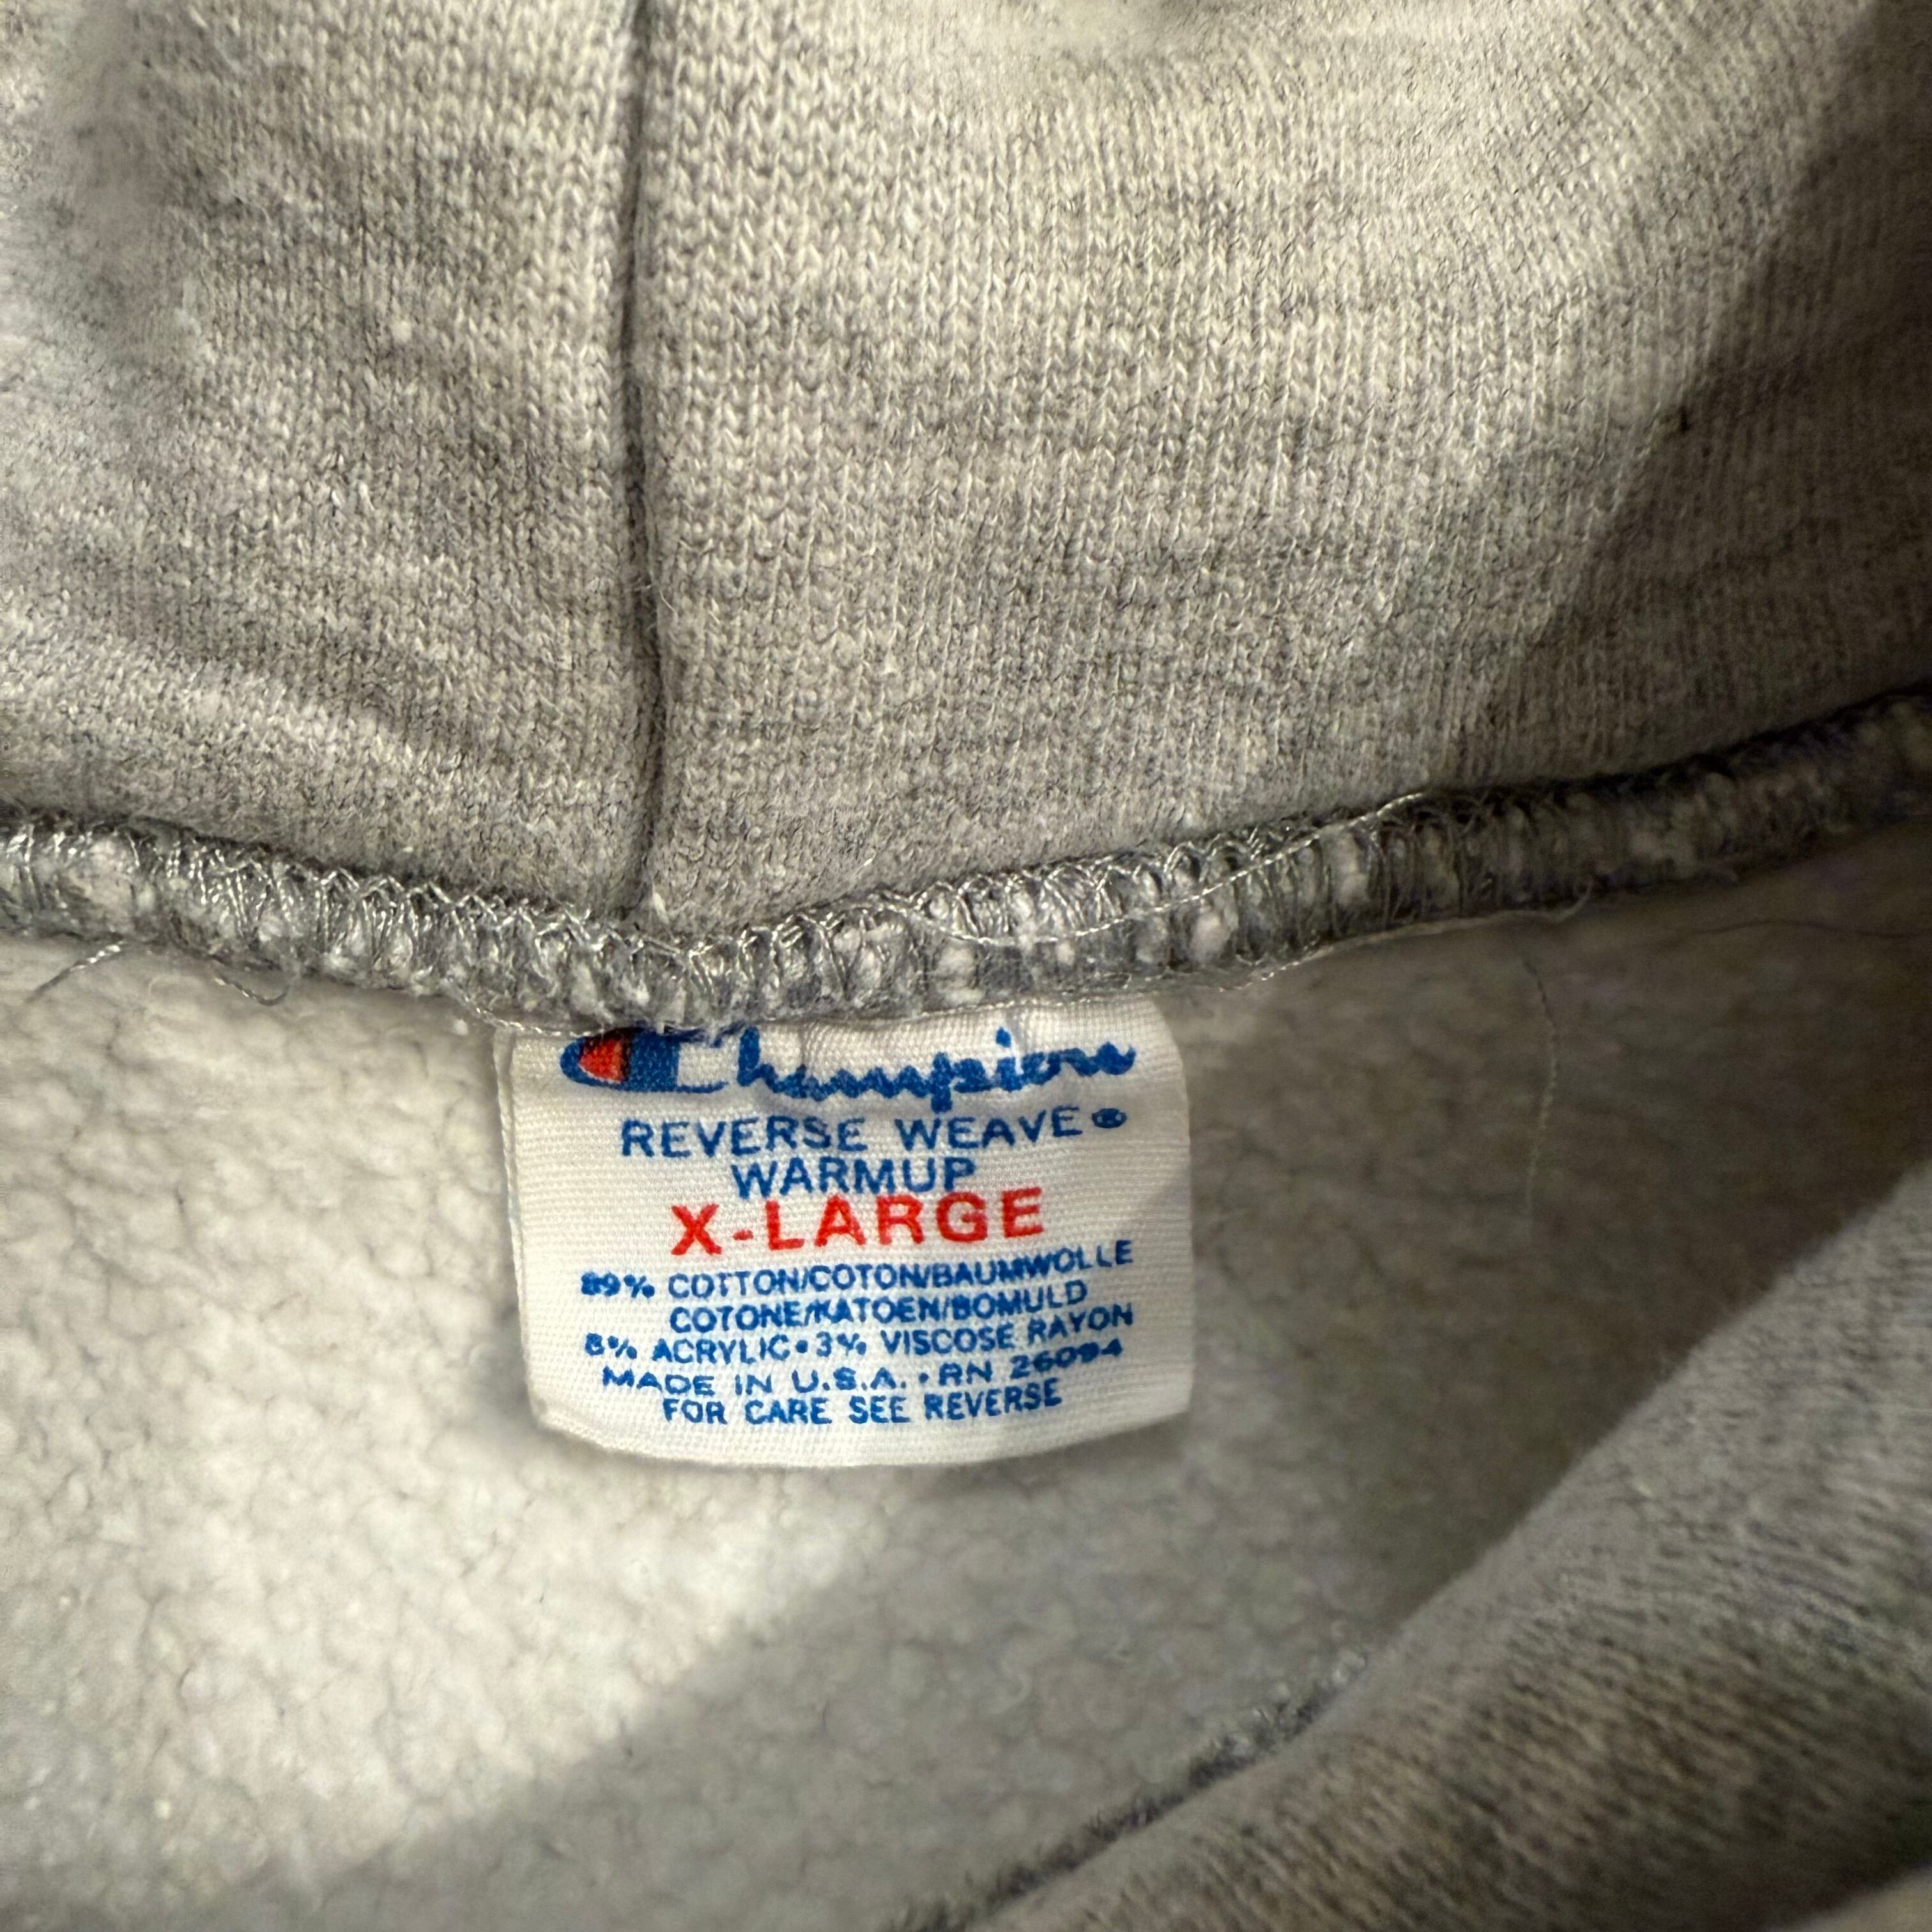 Champion
REVERSE WEAVE®
WARMUP
X-LARGE
89% COTTON/COTON/BAUMWOLLE
COTONE/KATOEN/BOMULD
8% ACRYLIC • 3% VISCOSE RAYON
MADE IN U.S.A. • RN 26094
FOR CARE SEE REVERSE